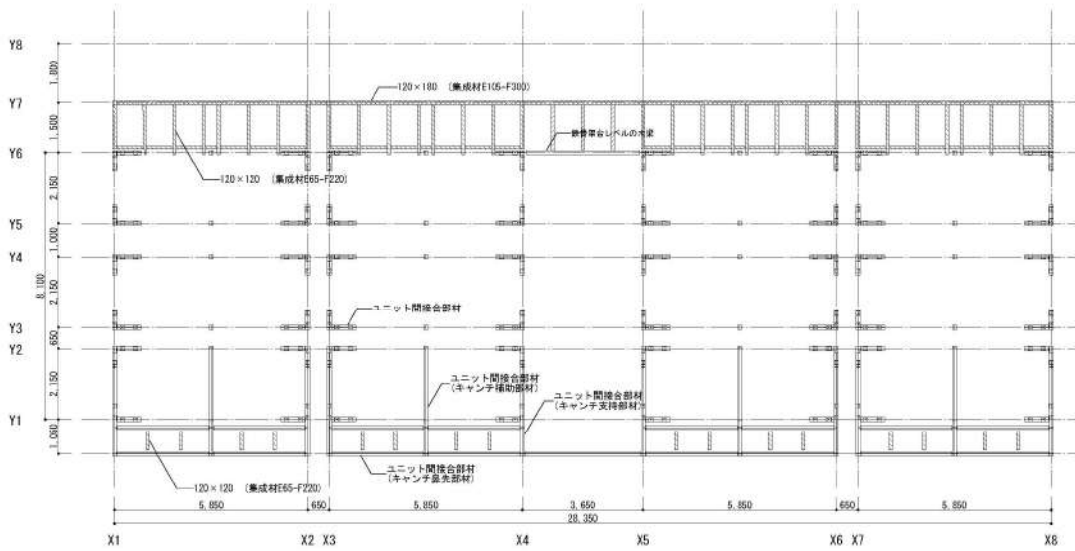 Y8
1,800
Y7
120×180 (集成材E105-F300)
1,500
鉄骨架台レベルの大梁
Y6
120×120 (集成材E65-F220)
2,150
Y5
1,000
Y4
8,100
2,150
ユニット間接合部材
Y3
650
Y2
2,150
ユニット間接合部材
(キャンチ補助部材)
ユニット間接合部材
(キャンチ支持部材)
Y1
ユニット間接合部材
(キャンチ鼻先部材)
120×120 (集成材E65-F220)
5,850
650
5,850
3,650
5,850
650
5,850
28,350
X1
X2
X3
X4
X5
X6
X7
X8